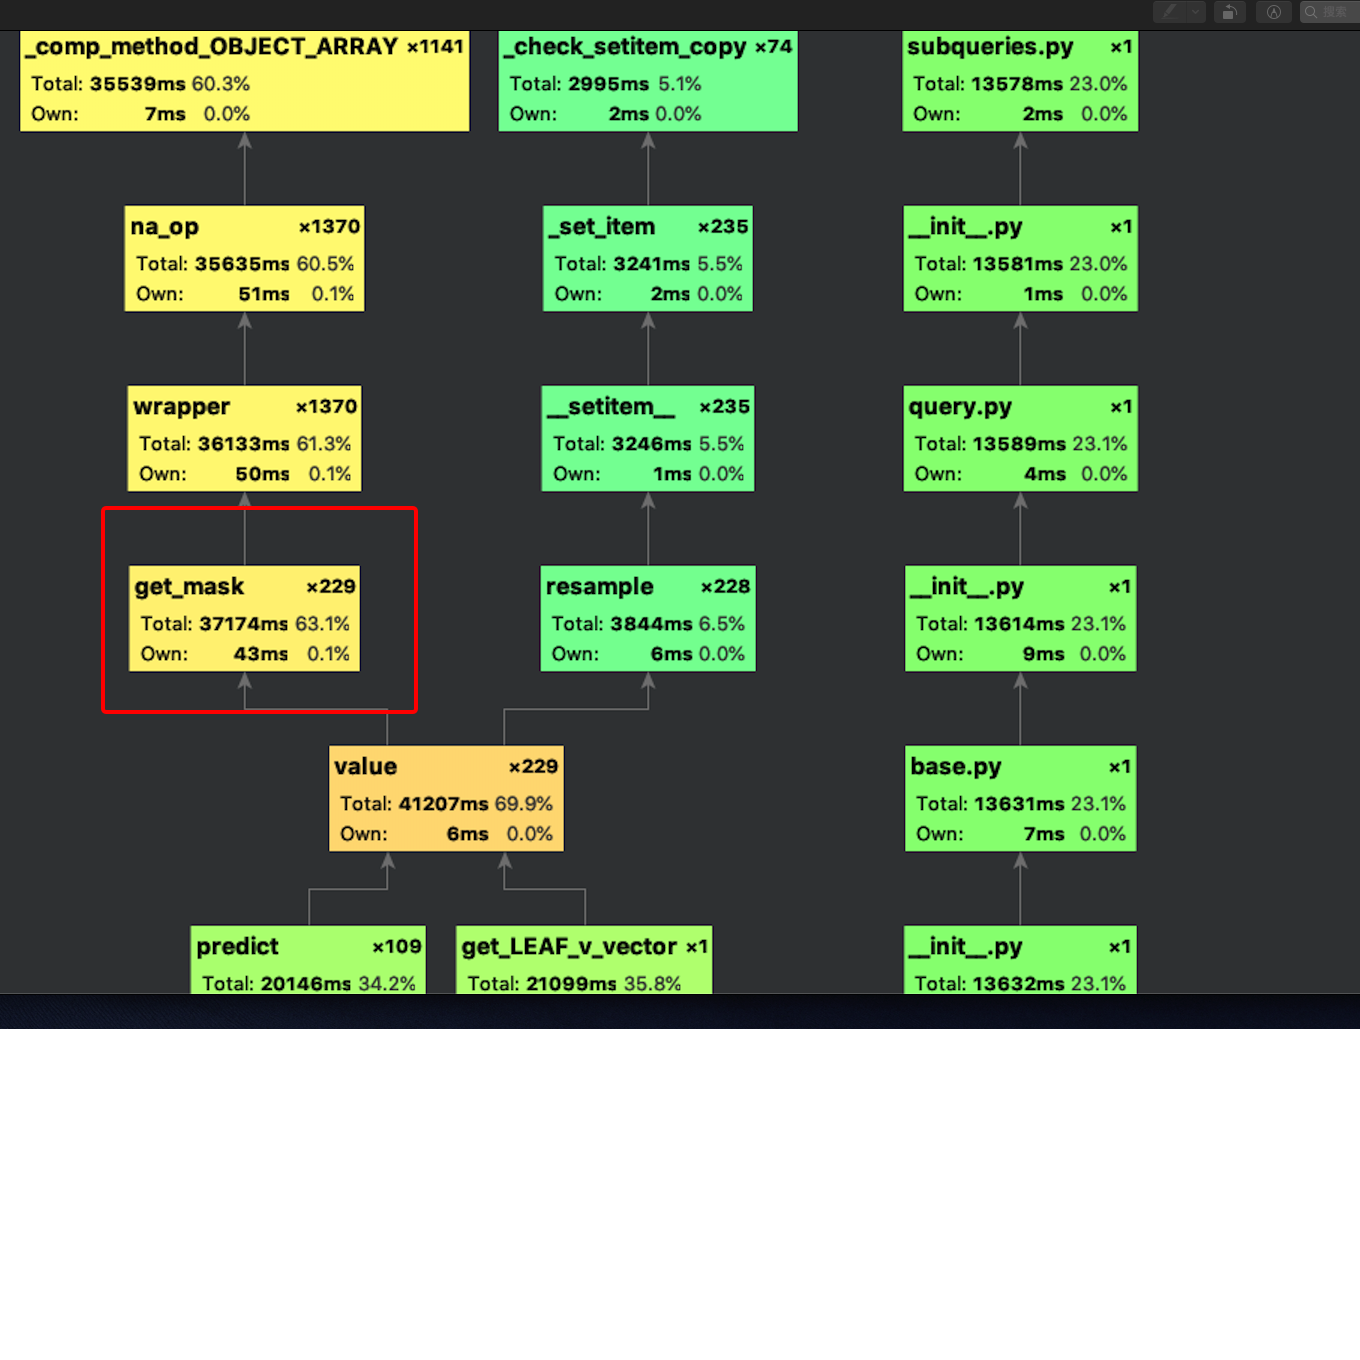 搜索
_comp_method_OBJECT_ARRAY ×1141
Total: 35539ms 60.3%
Own: 7ms 0.0%
_check_setitem_copy ×74
Total: 2995ms 5.1%
Own: 2ms 0.0%
subqueries.py ×1
Total: 13578ms 23.0%
Own: 2ms 0.0%
na_op ×1370
Total: 35635ms 60.5%
Own: 51ms 0.1%
_set_item ×235
Total: 3241ms 5.5%
Own: 2ms 0.0%
__init__.py ×1
Total: 13581ms 23.0%
Own: 1ms 0.0%
wrapper ×1370
Total: 36133ms 61.3%
Own: 50ms 0.1%
__setitem__ ×235
Total: 3246ms 5.5%
Own: 1ms 0.0%
query.py ×1
Total: 13589ms 23.1%
Own: 4ms 0.0%
get_mask ×229
Total: 37174ms 63.1%
Own: 43ms 0.1%
resample ×228
Total: 3844ms 6.5%
Own: 6ms 0.0%
__init__.py ×1
Total: 13614ms 23.1%
Own: 9ms 0.0%
value ×229
Total: 41207ms 69.9%
Own: 6ms 0.0%
base.py ×1
Total: 13631ms 23.1%
Own: 7ms 0.0%
predict ×109
Total: 20146ms 34.2%
get_LEAF_v_vector ×1
Total: 21099ms 35.8%
__init__.py ×1
Total: 13632ms 23.1%